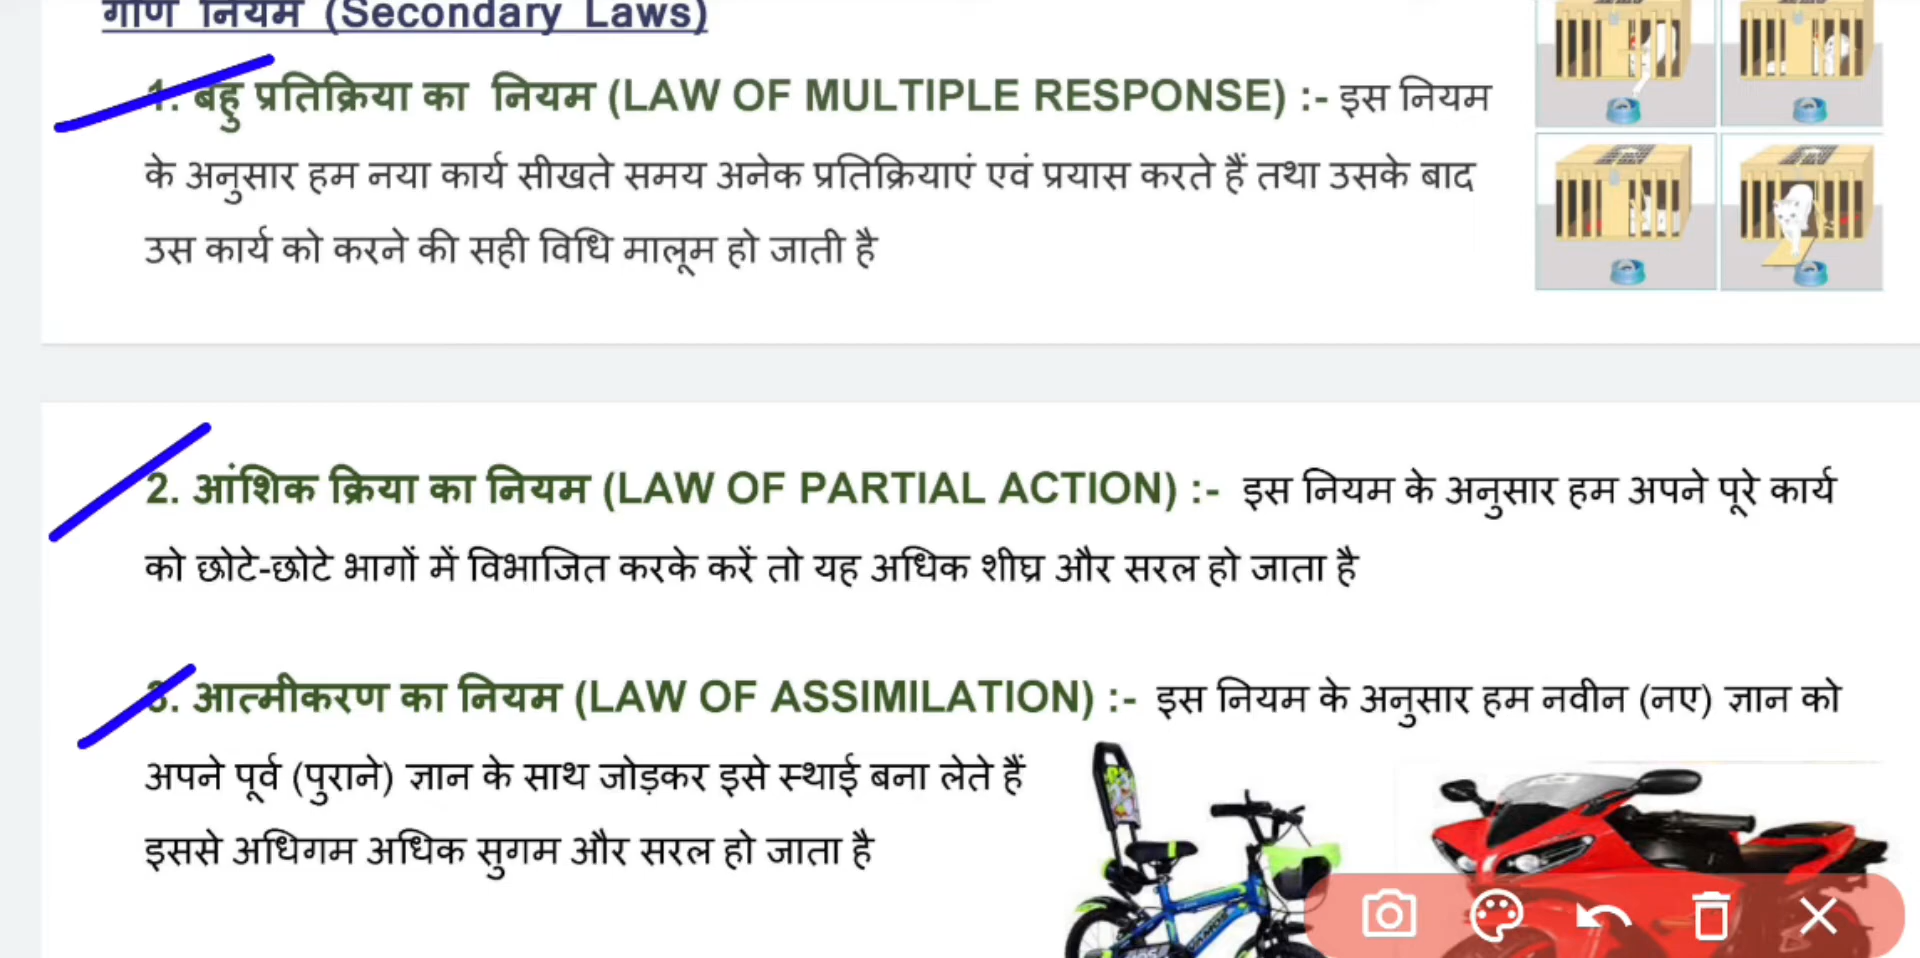 गौण नियम (Secondary Laws)
1. बहु प्रतिक्रिया का नियम (LAW OF MULTIPLE RESPONSE) :- इस नियम
के अनुसार हम नया कार्य सीखते समय अनेक प्रतिक्रियाएं एवं प्रयास करते हैं तथा उसके बाद
उस कार्य को करने की सही विधि मालूम हो जाती है
2. आंशिक क्रिया का नियम (LAW OF PARTIAL ACTION) :- इस नियम के अनुसार हम अपने पूरे कार्य
को छोटे-छोटे भागों में विभाजित करके करें तो यह अधिक शीघ्र और सरल हो जाता है
3. आत्मीकरण का नियम (LAW OF ASSIMILATION) :- इस नियम के अनुसार हम नवीन (नए) ज्ञान को
अपने पूर्व (पुराने) ज्ञान के साथ जोड़कर इसे स्थाई बना लेते हैं
इससे अधिगम अधिक सुगम और सरल हो जाता है